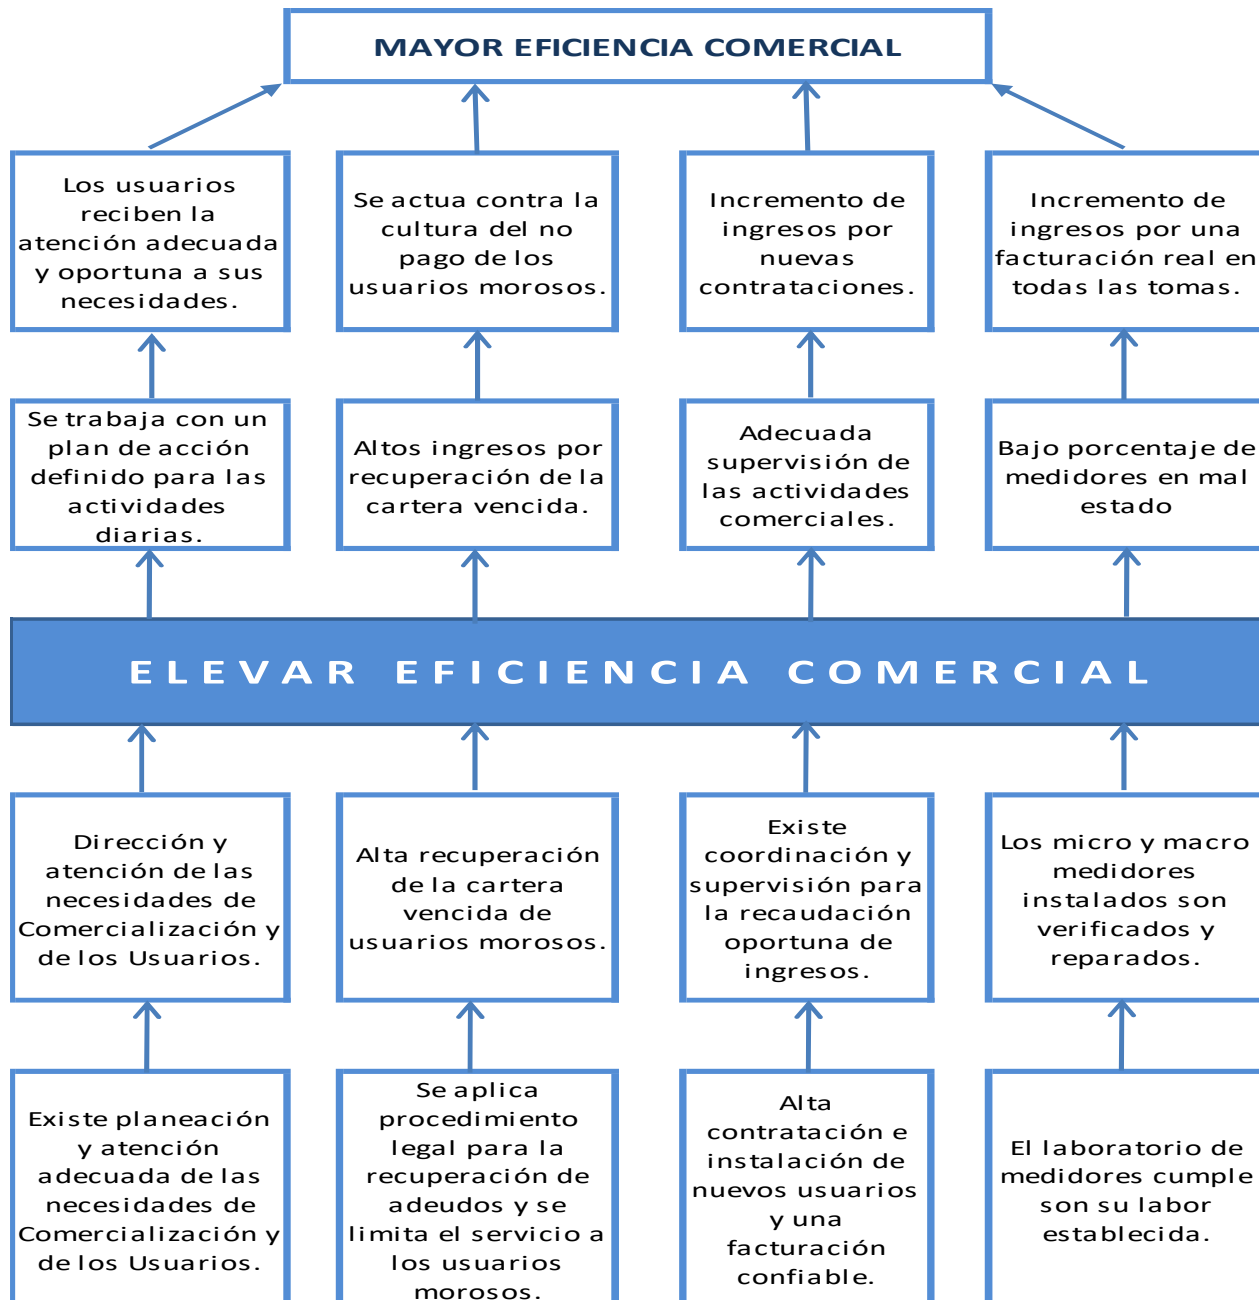 MAYOR EFICIENCIA COMERCIAL
Los usuarios
reciben la
atención adecuada
y oportuna a sus
necesidades.
Se actua contra la
cultura del no
pago de los
usuarios morosos.
Incremento de
ingresos por
nuevas
contrataciones.
Incremento de
ingresos por una
facturación real en
todas las tomas.
Se trabaja con un
plan de acción
definido para las
actividades
diarias.
Altos ingresos por
recuperación de la
cartera vencida.
Adecuada
supervisión de
las actividades
comerciales.
Bajo porcentaje de
medidores en mal
estado
ELEVAR EFICIENCIA COMERCIAL
Dirección y
atención de las
necesidades de
Comercialización y
de los Usuarios.
Alta recuperación
de la cartera
vencida de
usuarios morosos.
Existe
coordinación y
supervisión para
la recaudación
oportuna de
ingresos.
Los micro y macro
medidores
instalados son
verificados y
reparados.
Existe planeación
y atención
adecuada de las
necesidades de
Comercialización y
de los Usuarios.
Se aplica
procedimiento
legal para la
recuperación de
adeudos y se
limita el servicio a
los usuarios
morosos.
Alta
contratación e
instalación de
nuevos usuarios
y una
facturación
confiable.
El laboratorio de
medidores cumple
son su labor
establecida.